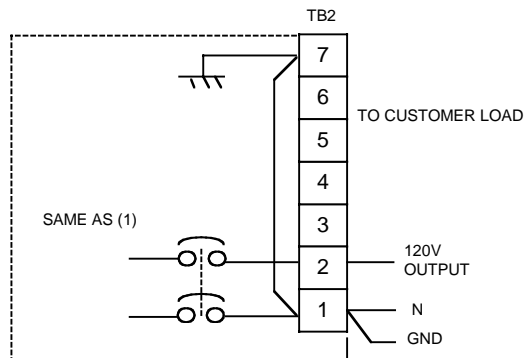 TB2
7
6
TO CUSTOMER LOAD
5
4
SAME AS (1)
3
2
120V
OUTPUT
1
N
GND